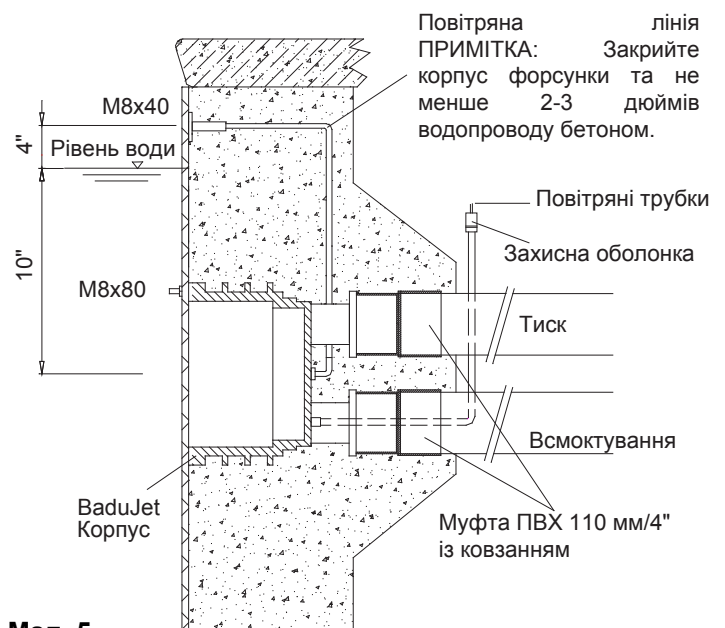 Повітряна лінія
ПРИМІТКА: Закрийте
корпус форсунки та не
менше 2-3 дюймів
водопроводу бетоном.
M8x40
4"
Рівень води
10"
M8x80
Повітряні трубки
Захисна оболонка
Тиск
Всмоктування
BaduJet
Корпус
Муфта ПВХ 110 мм/4"
із ковзанням